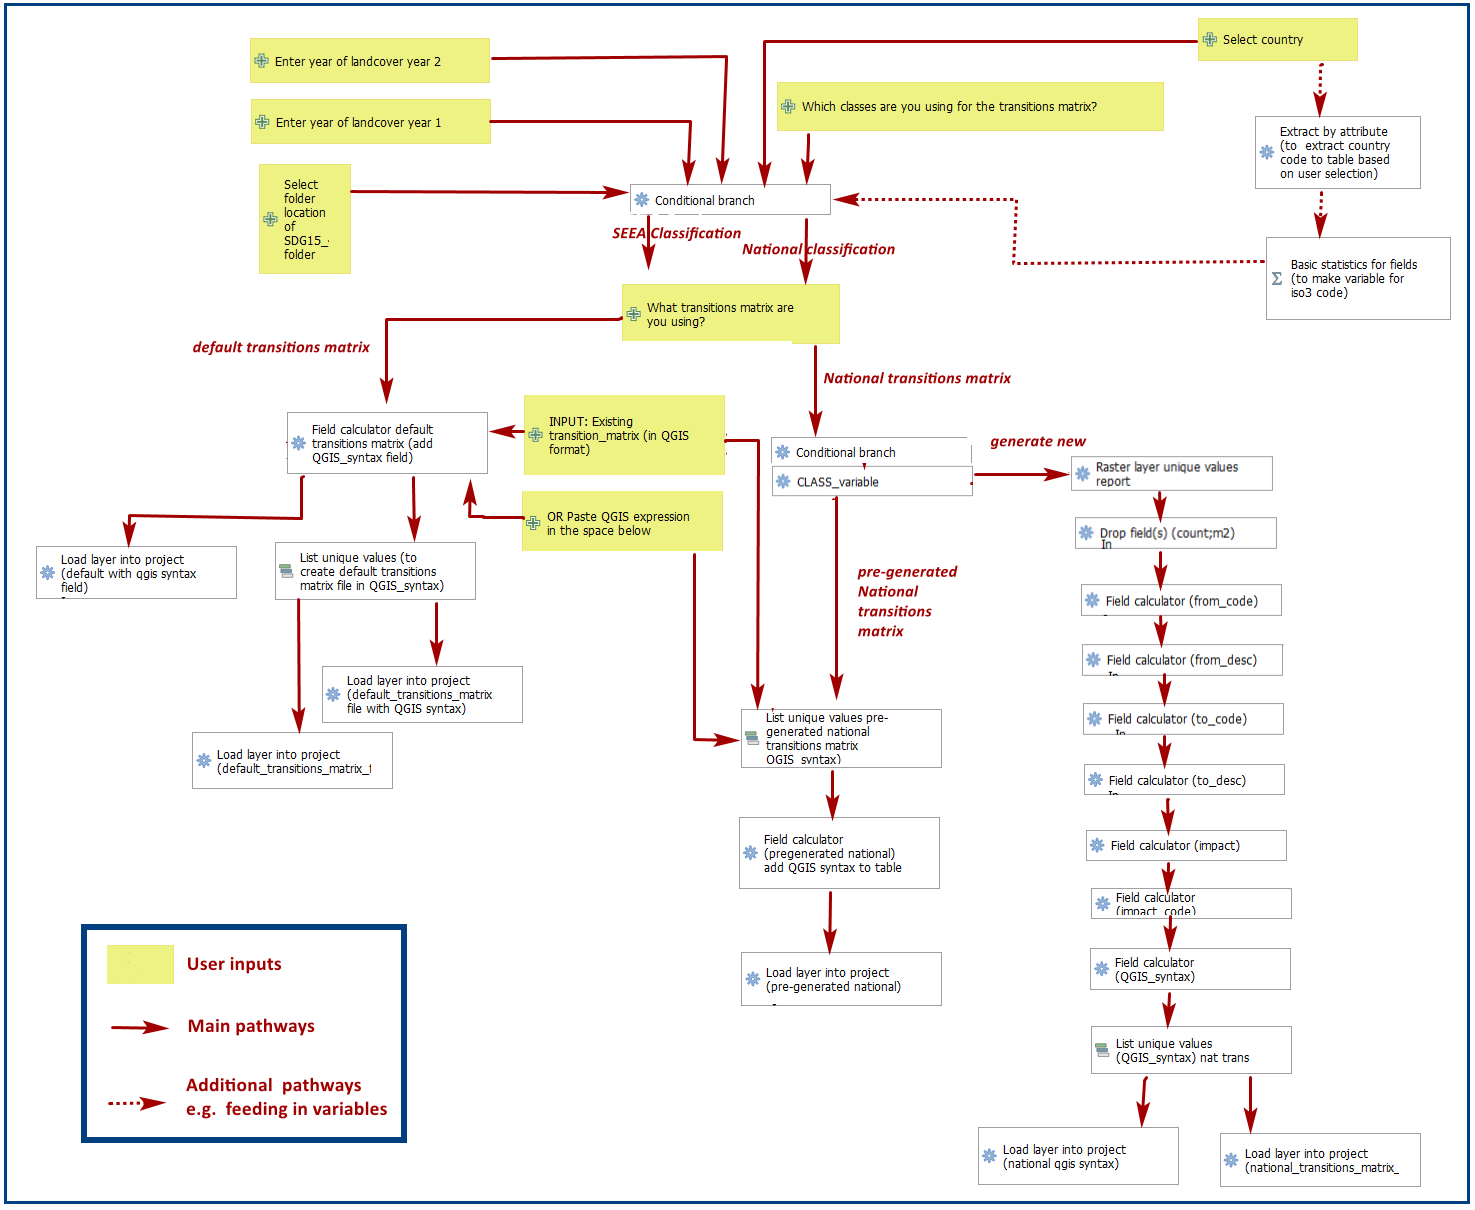 Select country
Enter year of landcover year 2
Which classes are you using for the transitions matrix?
Enter year of landcover year 1
Extract by attribute
(to extract country
code to table based
on user selection)
Select
folder
location
of
SDG15_
folder
Conditional branch
SEEA Classification
National classification
Basic statistics for fields
(to make variable for
iso3 code)
What transitions matrix are
you using?
default transitions matrix
National transitions matrix
Field calculator default
transitions matrix (add
QGIS_syntax field)
INPUT: Existing
transition_matrix (in QGIS
format)
Conditional branch
CLASS_variable
generate new
Raster layer unique values
report
OR Paste QGIS expression
in the space below
Drop field(s) (count;m2)
In
Load layer into project
(default with qgis syntax
field)
List unique values (to
create default transitions
matrix file in QGIS_syntax)
pre-generated
National
transitions
matrix
Field calculator (from_code)
Field calculator (from_desc)
In
Load layer into project
(default_transitions_matrix
file with QGIS syntax)
Field calculator (to_code)
In
List unique values pre-
generated national
transitions matrix
QGIS_syntax)
Load layer into project
(default_transitions_matrix_f
Field calculator (to_desc)
In
Field calculator
(pregenerated national)
add QGIS syntax to table
Field calculator (impact)
Field calculator
(impact_code)
Load layer into project
(pre-generated national)
Field calculator
(QGIS_syntax)
List unique values
(QGIS_syntax) nat trans
Load layer into project
(national qgis syntax)
Load layer into project
(national_transitions_matrix_
User inputs
Main pathways
Additional pathways
e.g. feeding in variables